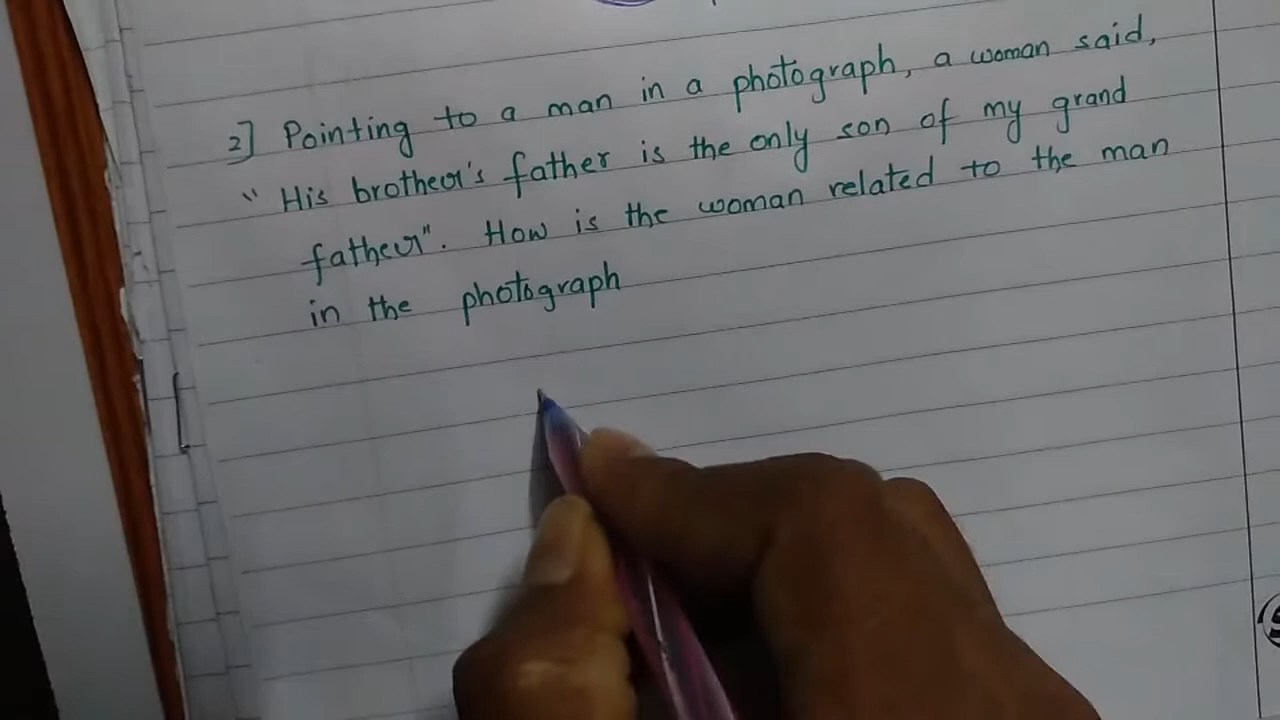 2] Pointing to a man in a photograph, a woman said,
" His brother's father is the only son of my grand
father". How is the woman related to the man
in the photograph